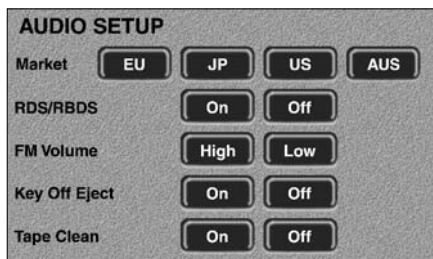 AUDIO SETUP
Market EU JP US AUS
RDS/RBDS On Off
FM Volume High Low
Key Off Eject On Off
Tape Clean On Off